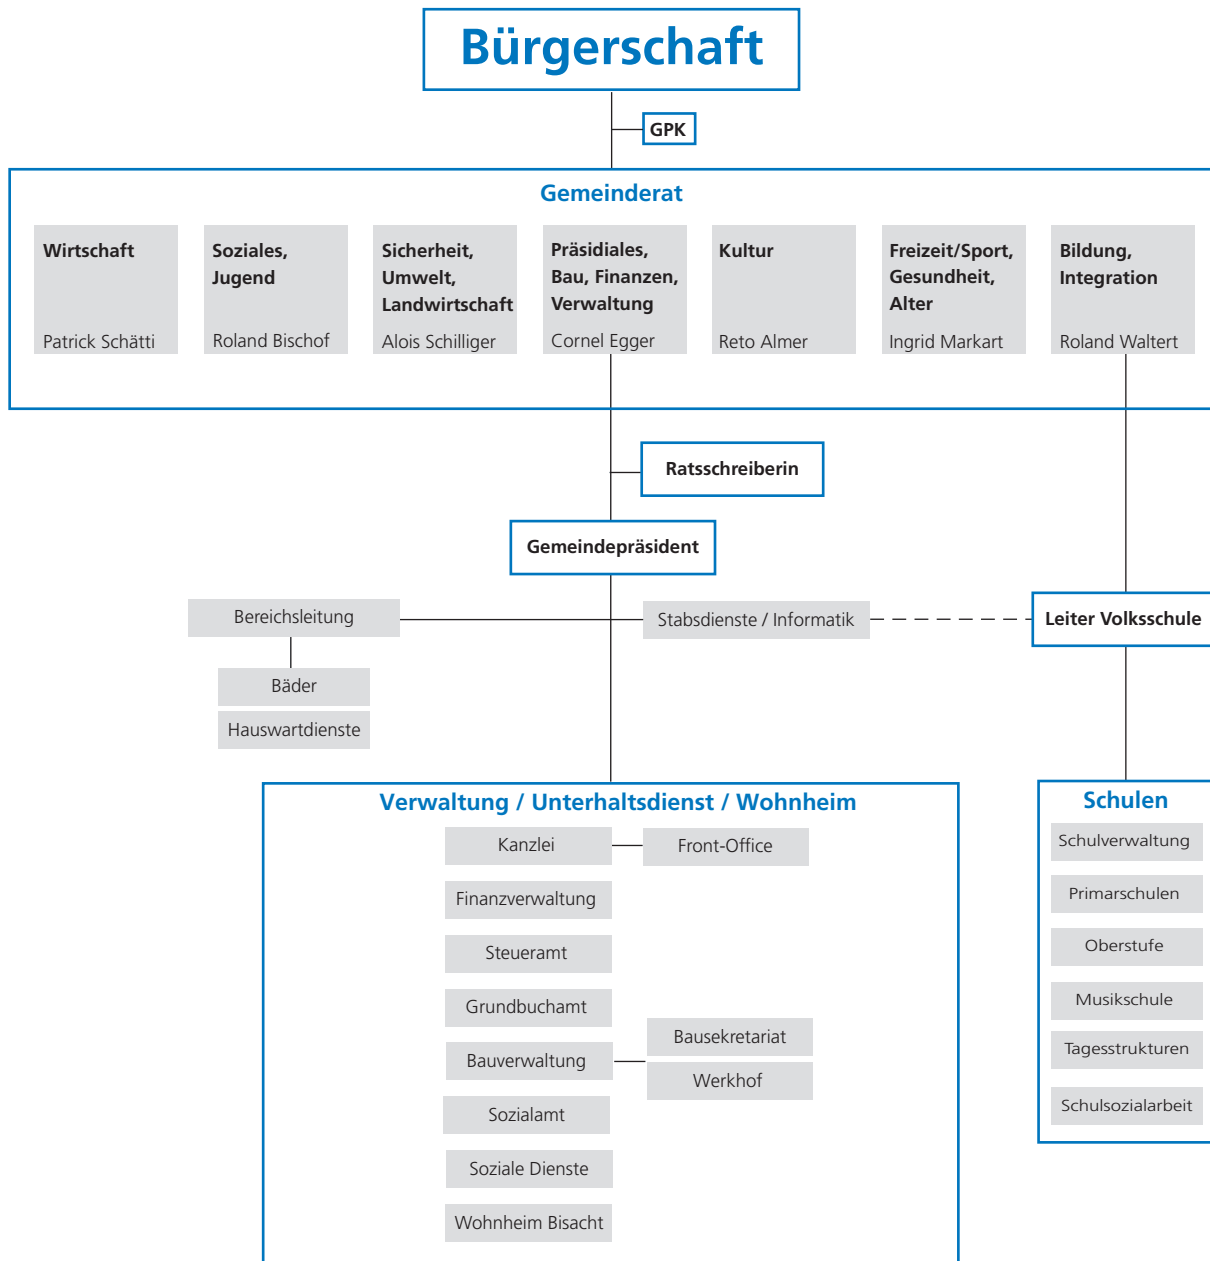 Bürgerschaft
GPK
Gemeinderat
Wirtschaft
Patrick Schätti
Soziales,
Jugend
Roland Bischof
Sicherheit,
Umwelt,
Landwirtschaft
Alois Schilliger
Präsidiales,
Bau, Finanzen,
Verwaltung
Cornel Egger
Kultur
Reto Almer
Freizeit/Sport,
Gesundheit,
Alter
Ingrid Markart
Bildung,
Integration
Roland Waltert
Ratsschreiberin
Gemeindepräsident
Bereichsleitung
Stabsdienste / Informatik
Leiter Volksschule
Bäder
Hauswartdienste
Verwaltung / Unterhaltsdienst / Wohnheim
Kanzlei
Front-Office
Finanzverwaltung
Steueramt
Grundbuchamt
Bauverwaltung
Bausekretariat
Werkhof
Sozialamt
Soziale Dienste
Wohnheim Bisacht
Schulen
Schulverwaltung
Primarschulen
Oberstufe
Musikschule
Tagesstrukturen
Schulsozialarbeit